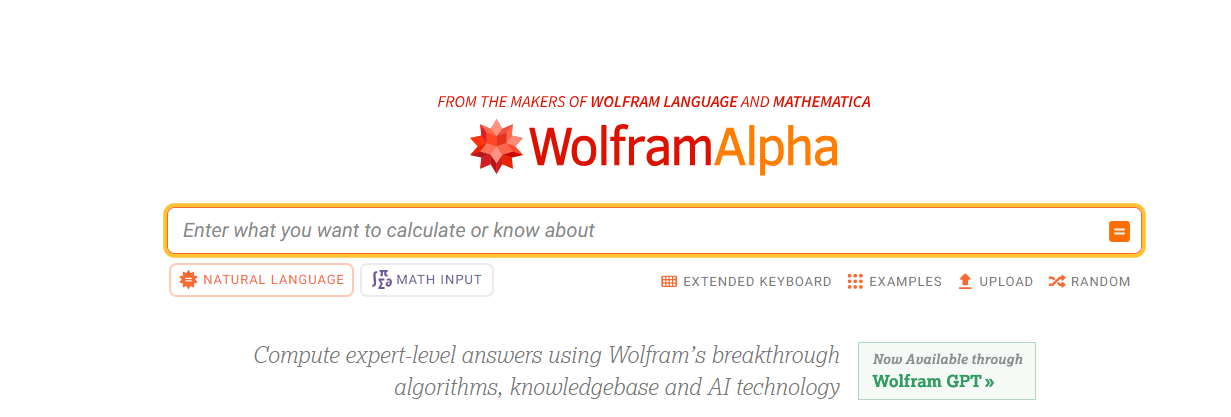 FROM THE MAKERS OF WOLFRAM LANGUAGE AND MATHEMATICA
WolframAlpha
Enter what you want to calculate or know about
=
NATURAL LANGUAGE
∫π Σ∂ MATH INPUT
EXTENDED KEYBOARD
EXAMPLES
UPLOAD
RANDOM
Compute expert-level answers using Wolfram’s breakthrough
algorithms, knowledgebase and AI technology
Now Available through
Wolfram GPT »